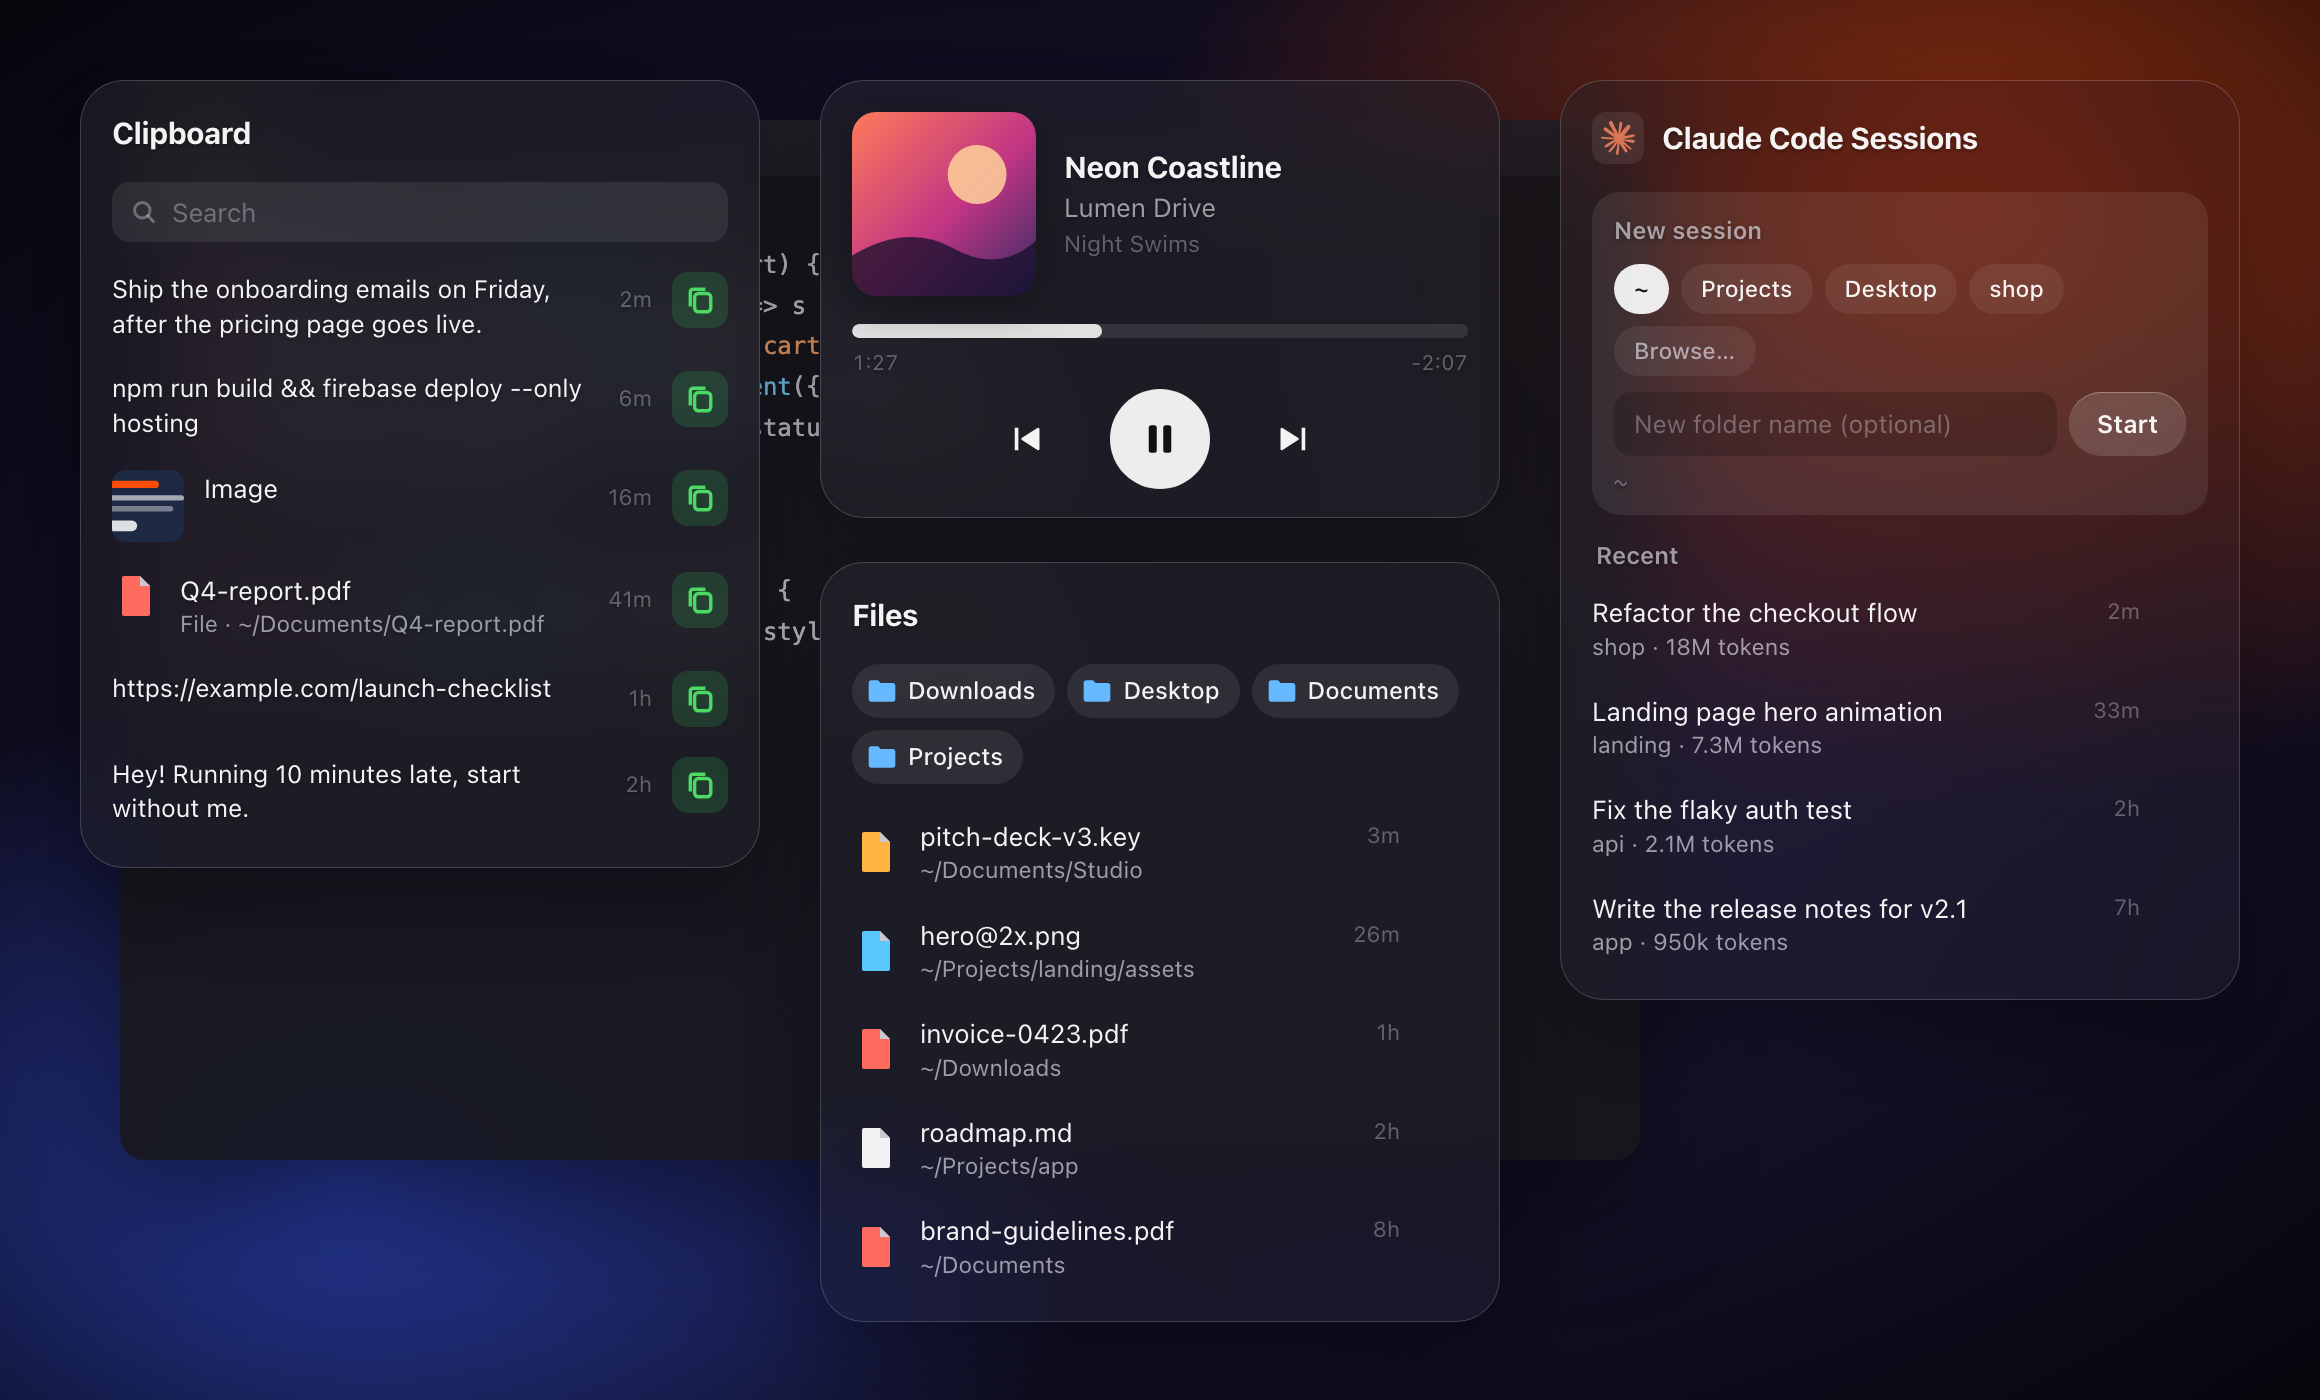 Clipboard
Search
Ship the onboarding emails on Friday,
after the pricing page goes live.
2m
npm run build && firebase deploy --only
hosting
6m
Image
16m
Q4-report.pdf
File · ~/Documents/Q4-report.pdf
41m
https://example.com/launch-checklist
1h
Hey! Running 10 minutes late, start
without me.
2h
t) {
=> s
cart
ent({
statu
{
styl
Neon Coastline
Lumen Drive
Night Swims
1:27
-2:07
Files
Downloads
Desktop
Documents
Projects
pitch-deck-v3.key
3m
~/Documents/Studio
hero@2x.png
26m
~/Projects/landing/assets
invoice-0423.pdf
1h
~/Downloads
roadmap.md
2h
~/Projects/app
brand-guidelines.pdf
8h
~/Documents
Claude Code Sessions
New session
~
Projects
Desktop
shop
Browse...
New folder name (optional)
Start
~
Recent
Refactor the checkout flow
2m
shop · 18M tokens
Landing page hero animation
33m
landing · 7.3M tokens
Fix the flaky auth test
2h
api · 2.1M tokens
Write the release notes for v2.1
7h
app · 950k tokens